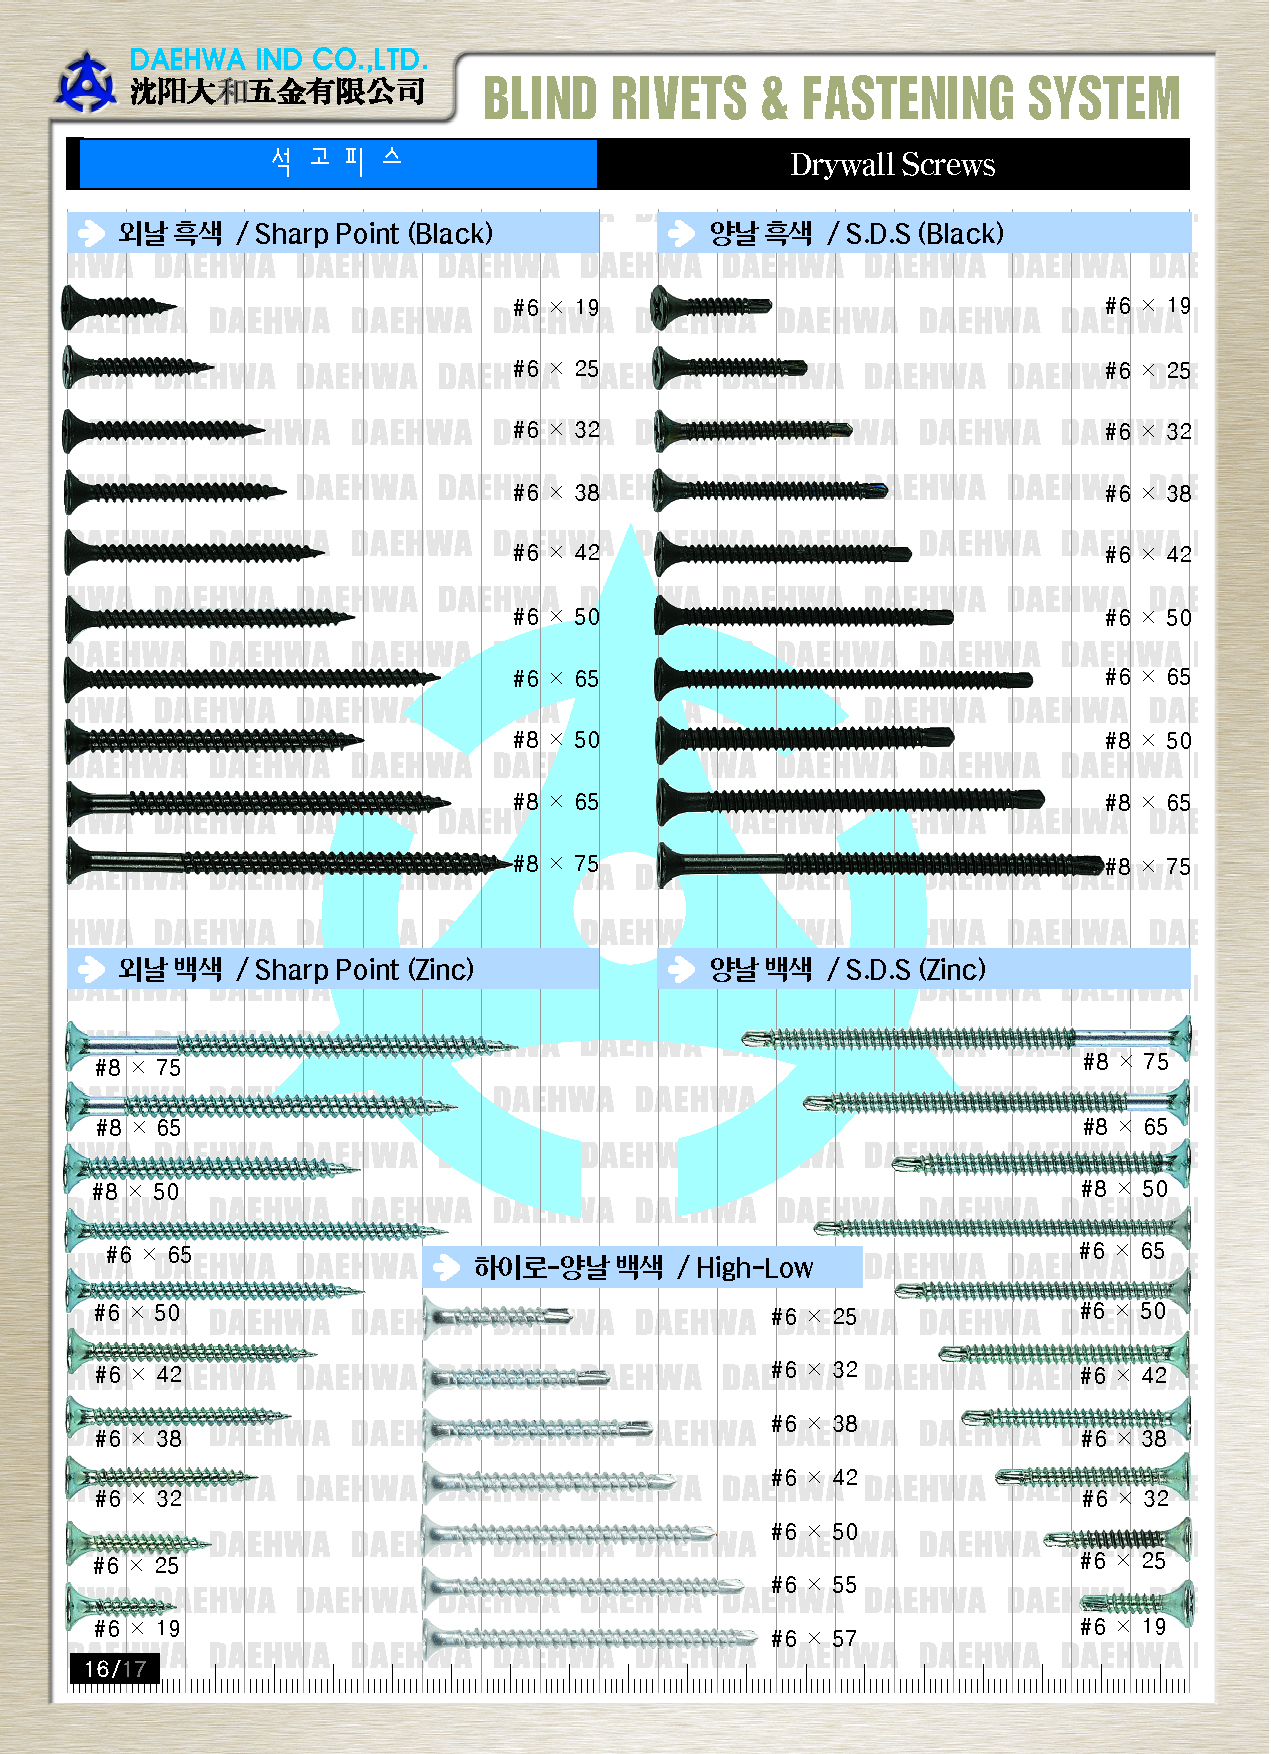 DAEHWA IND CO.,LTD.
沈阳大和五金有限公司
BLIND RIVETS & FASTENING SYSTEM
석 고 피 스
Drywall Screws
외날 흑색 / Sharp Point (Black)
#6 × 19
#6 × 25
#6 × 32
#6 × 38
#6 × 42
#6 × 50
#6 × 65
#8 × 50
#8 × 65
#8 × 75
양날 흑색 / S.D.S (Black)
#6 × 19
#6 × 25
#6 × 32
#6 × 38
#6 × 42
#6 × 50
#6 × 65
#8 × 50
#8 × 65
#8 × 75
외날 백색 / Sharp Point (Zinc)
#8 × 75
#8 × 65
#8 × 50
#6 × 65
#6 × 50
#6 × 42
#6 × 38
#6 × 32
#6 × 25
#6 × 19
하이로-양날 백색 / High-Low
#6 × 25
#6 × 32
#6 × 38
#6 × 42
#6 × 50
#6 × 55
#6 × 57
양날 백색 / S.D.S (Zinc)
#8 × 75
#8 × 65
#8 × 50
#6 × 65
#6 × 50
#6 × 42
#6 × 38
#6 × 32
#6 × 25
#6 × 19
16/17